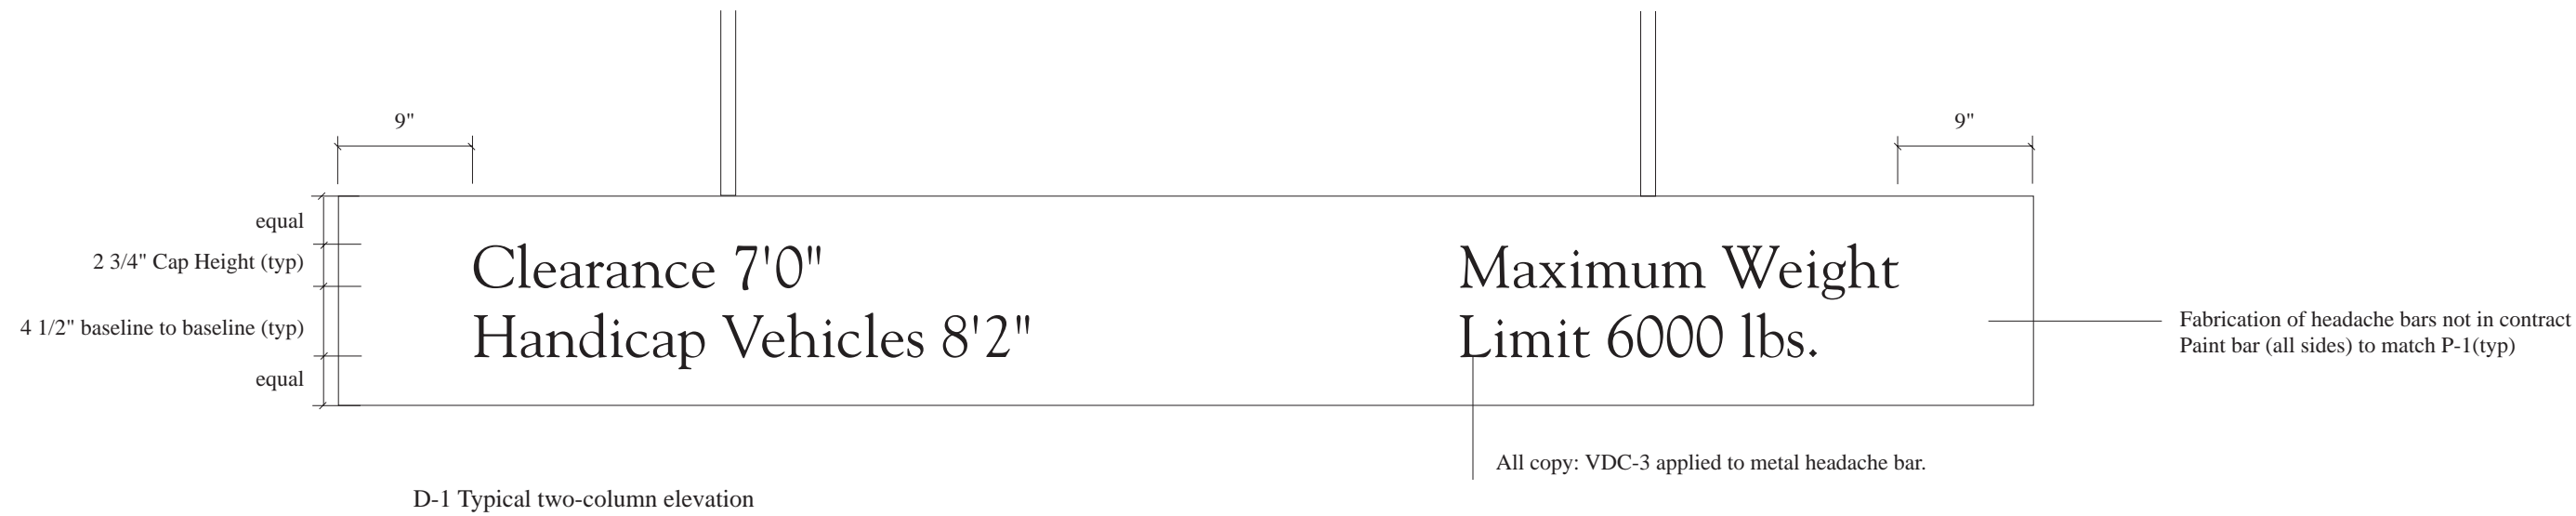 9"
9"
equal
2 3/4" Cap Height (typ)
4 1/2" baseline to baseline (typ)
equal
Clearance 7'0"
Handicap Vehicles 8'2"
Maximum Weight
Limit 6000 lbs.
Fabrication of headache bars not in contract
Paint bar (all sides) to match P-1(typ)
All copy: VDC-3 applied to metal headache bar.
D-1 Typical two-column elevation